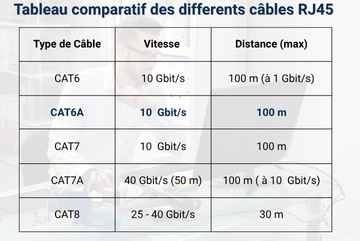 Tableau comparatif des differents câbles RJ45
Type de Câble Vitesse Distance (max)
CAT6 10 Gbit/s 100 m (à 1 Gbit/s)
CAT6A 10 Gbit/s 100 m
CAT7 10 Gbit/s 100 m
CAT7A 40 Gbit/s (50 m) 100 m ( à 10 Gbit/s)
CAT8 25 - 40 Gbit/s 30 m